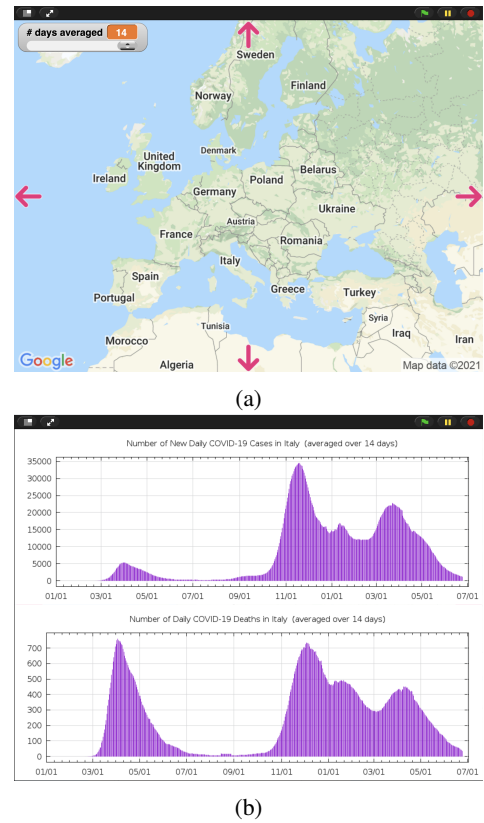 # days averaged 14
Sweden
Finland
Norway
Denmark
United
Kingdom
Ireland
Belarus
Poland
Germany
Ukraine
Austria
France
Romania
Italy
Spain
Greece
Turkey
Portugal
Syria
Tunisia
Iraq
Morocco
Iran
Algeria
Google
Map data ©2021
(a)
Number of New Daily COVID-19 Cases in Italy (averaged over 14 days)
35000
30000
25000
20000
15000
10000
5000
0
01/01 03/01 05/01 07/01 09/01 11/01 01/01 03/01 05/01 07/01
Number of Daily COVID-19 Deaths in Italy (averaged over 14 days)
700
600
500
400
300
200
100
0
01/01 03/01 05/01 07/01 09/01 11/01 01/01 03/01 05/01 07/01
(b)